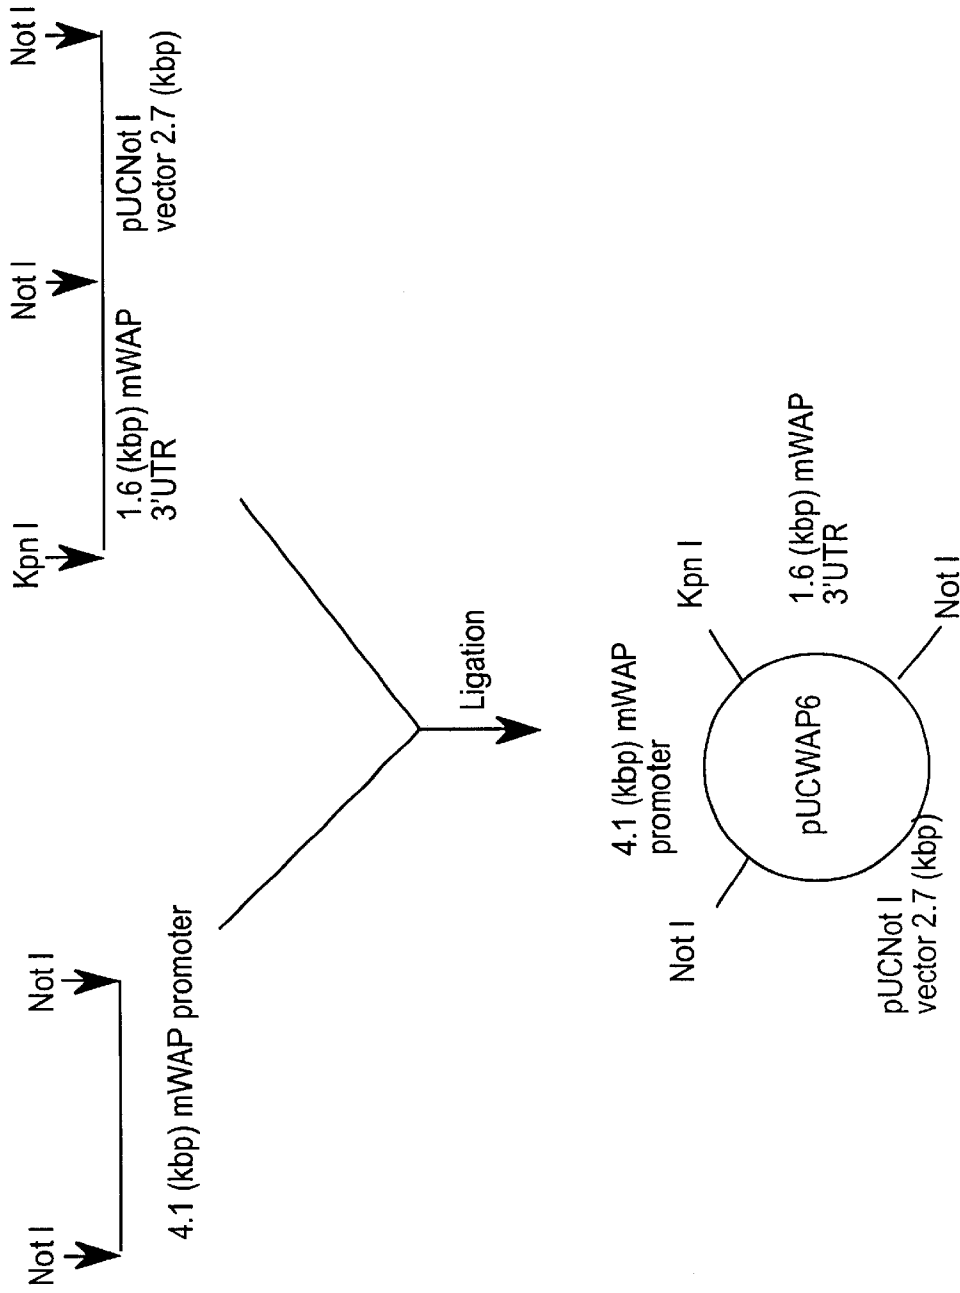 Not I
Not I
4.1 (kbp) mWAP promoter
Kpn I
Not I
Not I
1.6 (kbp) mWAP
3'UTR
pUCNot I
vector 2.7 (kbp)
Ligation
4.1 (kbp) mWAP
promoter
Not I
Kpn I
pUCWAP6
1.6 (kbp) mWAP
3'UTR
pUCNot I
vector 2.7 (kbp)
Not I